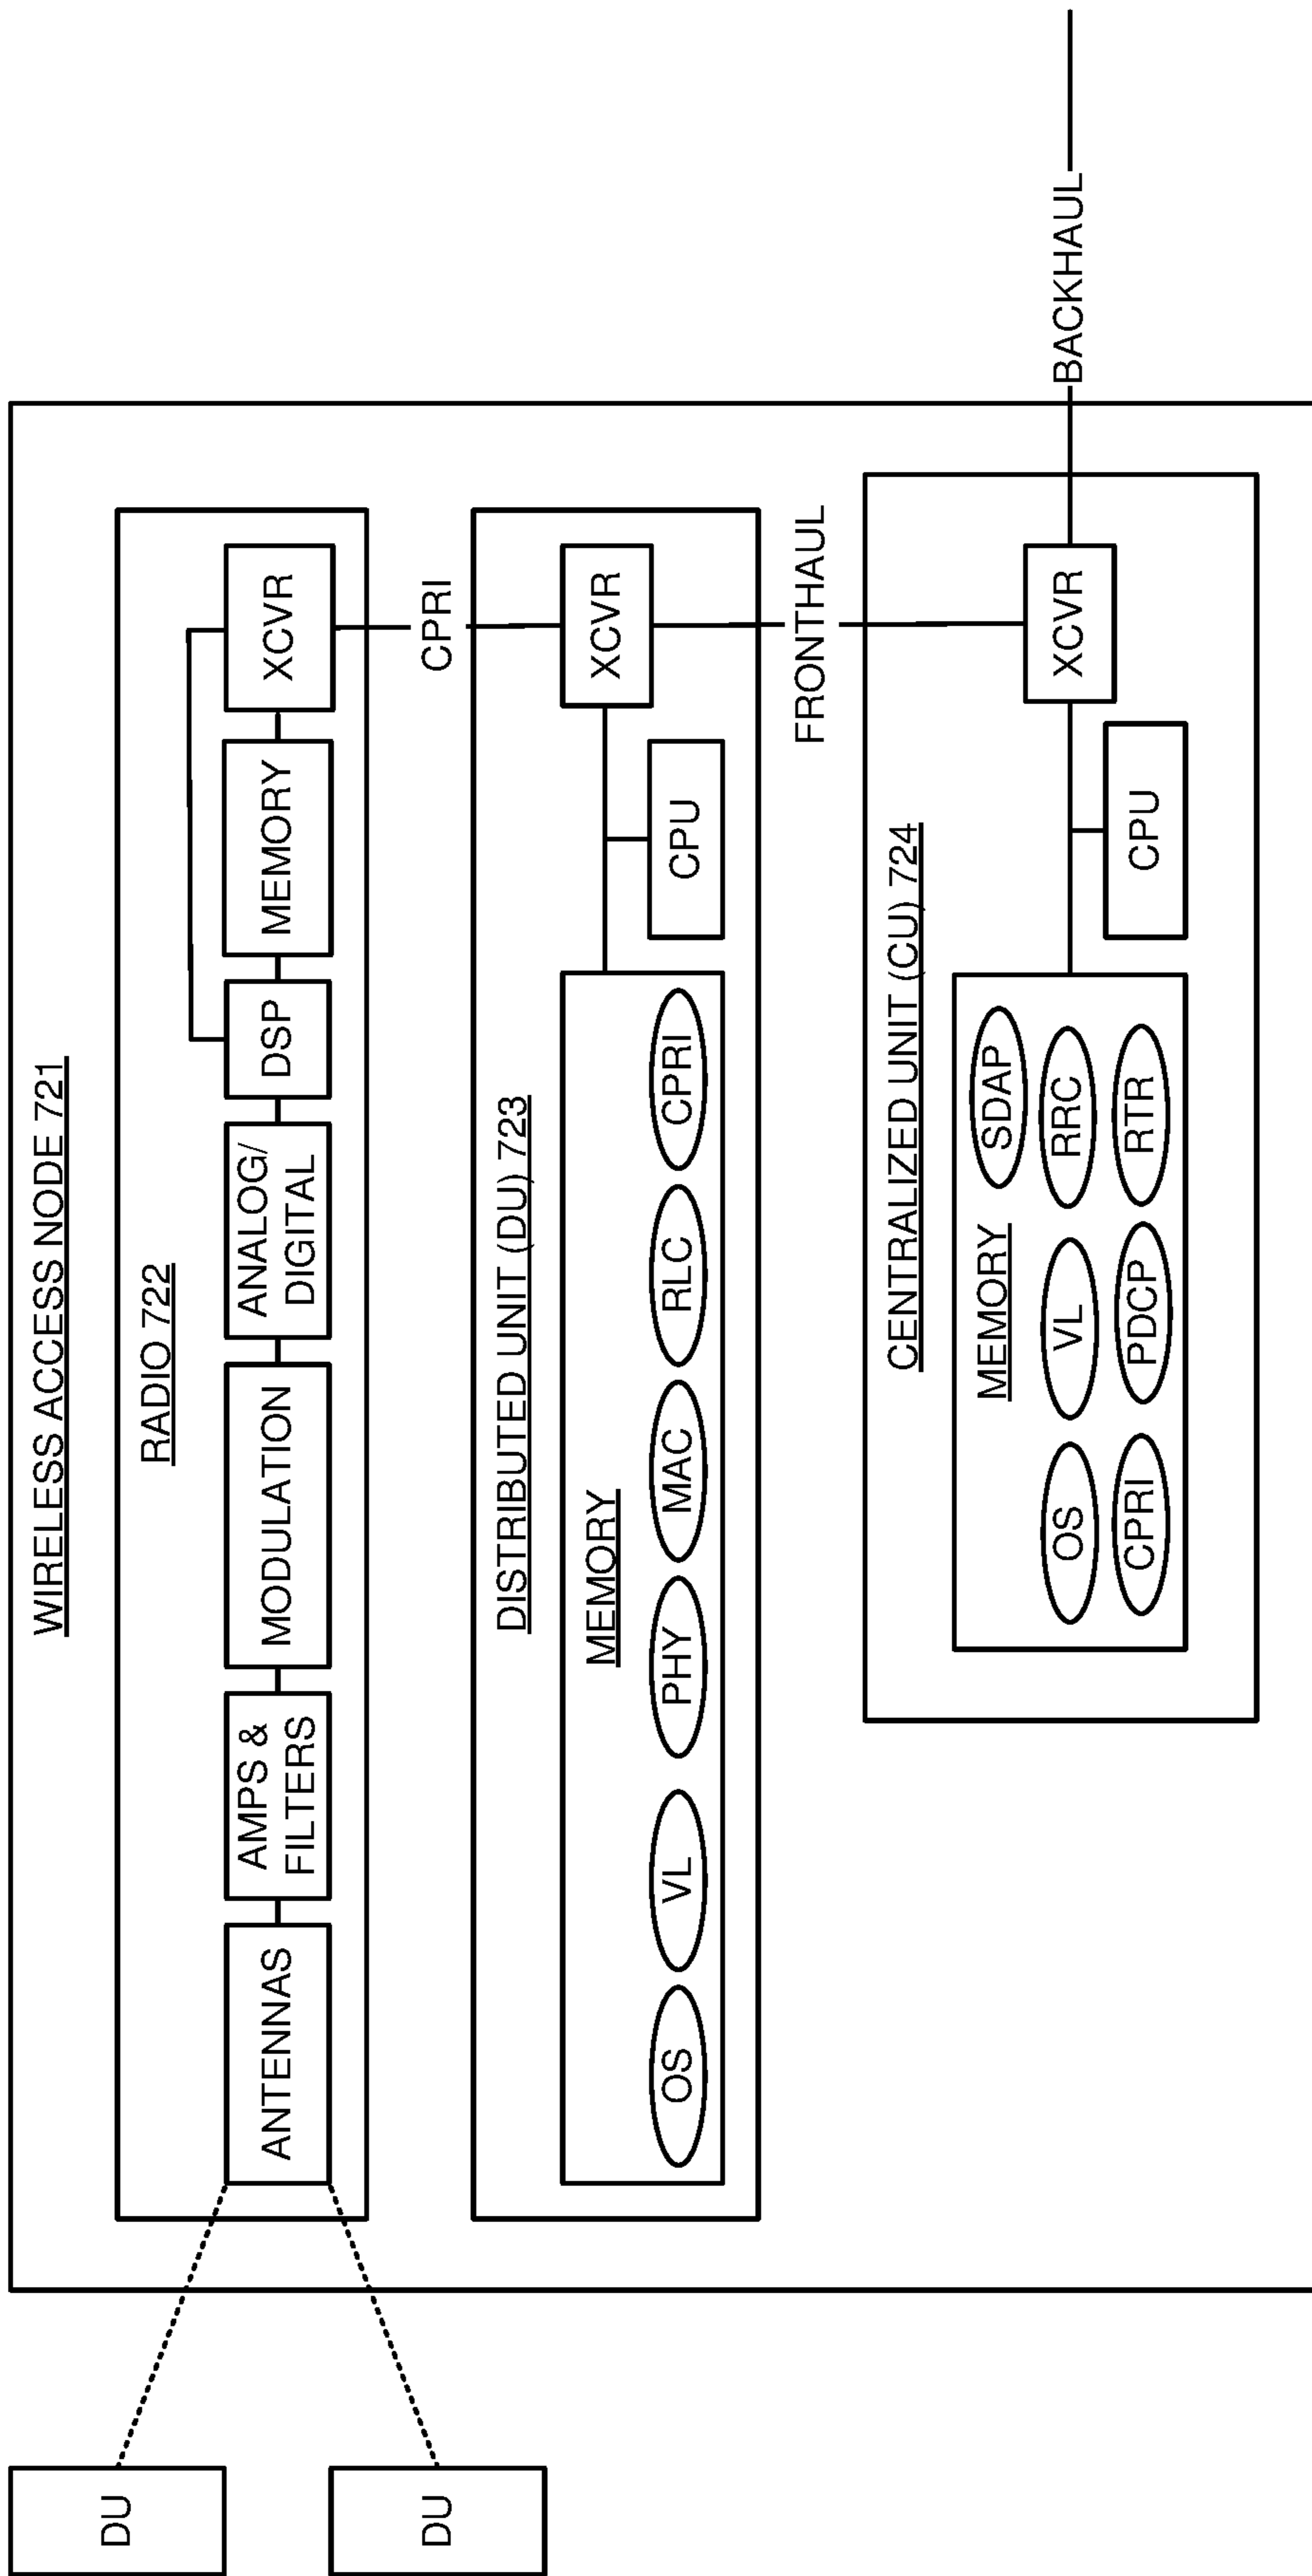 WIRELESS ACCESS NODE 721
DU
DU
RADIO 722
ANTENNAS
AMPS &
FILTERS
MODULATION
ANALOG/
DIGITAL
DSP
MEMORY
XCVR
CPRI
DISTRIBUTED UNIT (DU) 723
MEMORY
OS
VL
PHY
MAC
RLC
CPRI
CPU
XCVR
FRONTHAUL
CENTRALIZED UNIT (CU) 724
MEMORY
SDAP
OS
VL
RRC
CPRI
PDCP
RTR
CPU
XCVR
BACKHAUL